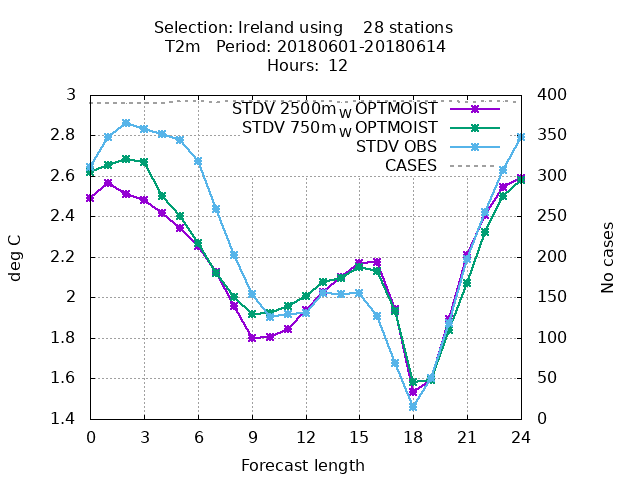 Selection: Ireland using    28 stations
T2m   Period: 20180601-20180614
Hours:  12
STDV 2500m_W OPTMOIST
STDV 750m_W OPTMOIST
STDV OBS
CASES
3
2.8
2.6
2.4
2.2
2
1.8
1.6
1.4
deg C
400
350
300
250
200
150
100
50
0
No cases
0 3 6 9 12 15 18 21 24
Forecast length